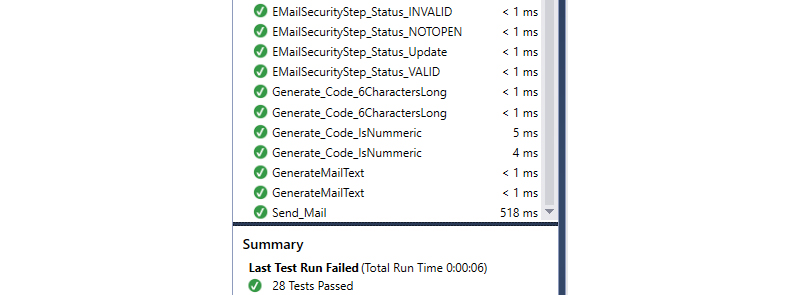 EMailSecurityStep_Status_INVALID < 1 ms
EMailSecurityStep_Status_NOTOPEN < 1 ms
EMailSecurityStep_Status_Update < 1 ms
EMailSecurityStep_Status_VALID < 1 ms
Generate_Code_6CharactersLong < 1 ms
Generate_Code_6CharactersLong < 1 ms
Generate_Code_IsNummeric 5 ms
Generate_Code_IsNummeric 4 ms
GenerateMailText < 1 ms
GenerateMailText < 1 ms
Send_Mail 518 ms
Summary
Last Test Run Failed (Total Run Time 0:00:06)
28 Tests Passed